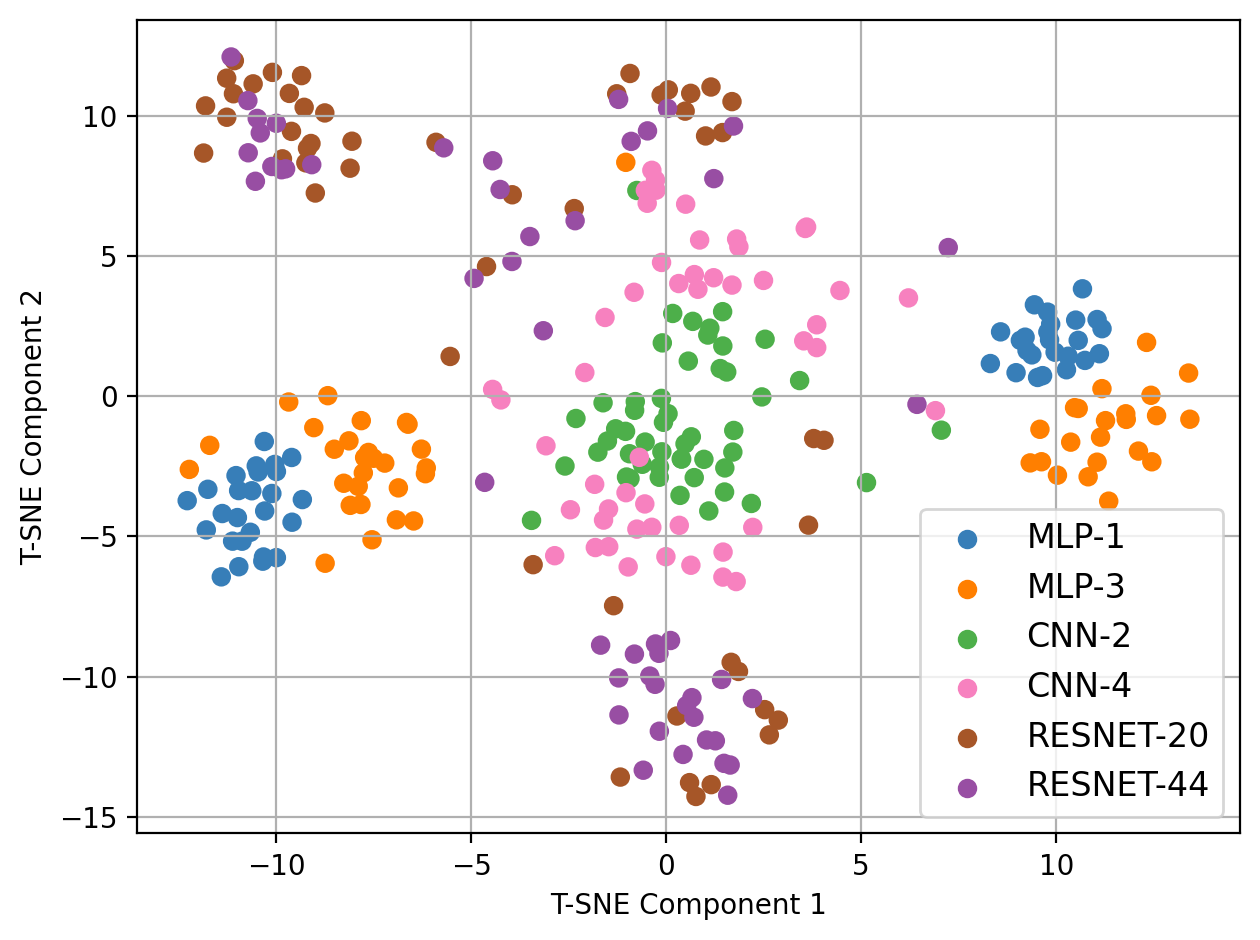 10
5
0
−5
−10
−15
T-SNE Component 2
MLP-1
MLP-3
CNN-2
CNN-4
RESNET-20
RESNET-44
−10
−5
0
5
10
T-SNE Component 1